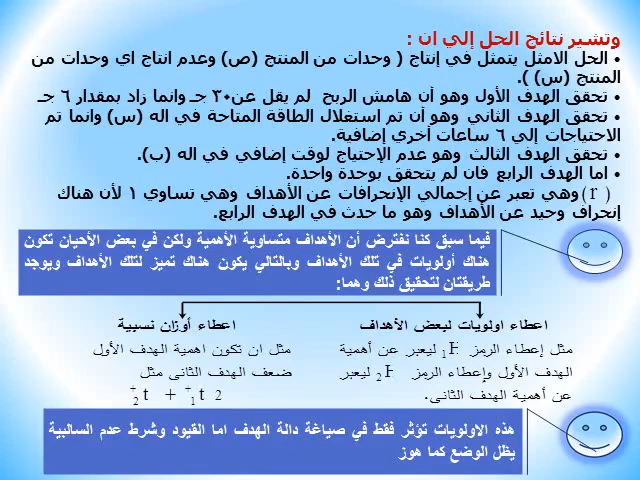 وتشير نتائج الحل إلي ان :
• الحل الامثل يتمثل في إنتاج ( وحدات من المنتج (ص) وعدم انتاج اي وحدات من
المنتج (س) ).
• تحقق الهدف الأول وهو أن هامش الربح لم يقل عن٣٠ جـ وانما زاد بمقدار ٦ جـ
• تحقق الهدف الثاني وهو أن تم استغلال الطاقة المتاحة في اله (س) وانما تم
الاحتياجات إلي ٦ ساعات أخري إضافية.
• تحقق الهدف الثالث وهو عدم الإحتياج لوقت إضافي في اله (ب).
• اما الهدف الرابع فان لم يتحقق بوحدة واحدة.
( r ) وهي تعبر عن إجمالي الإنحرافات عن الأهداف وهي تساوي ١ لأن هناك
إنحراف وحيد عن الأهداف وهو ما حدث في الهدف الرابع.
فيما سبق كنا نفترض أن الأهداف متساوية الأهمية ولكن في بعض الأحيان تكون
هناك أولويات في تلك الأهداف وبالتالي يكون هناك تميز لتلك الأهداف ويوجد
طريقتان لتحقيق ذلك وهما:
اعطاء اولويات لبعض الأهداف
مثل إعطاء الرمز 1 ليعبر عن أهمية
الهدف الأول وإعطاء الرمز 2 ليعبر
عن أهمية الهدف الثانى.
اعطاء أوزان نسبية
مثل ان تكون اهمية الهدف الأول
ضعف الهدف الثانى مثل
2 t₁⁺ + t₂⁺
هذه الاولويات تؤثر فقط في صياغة دالة الهدف اما القيود وشرط عدم السالبية
يظل الوضع كما هوز